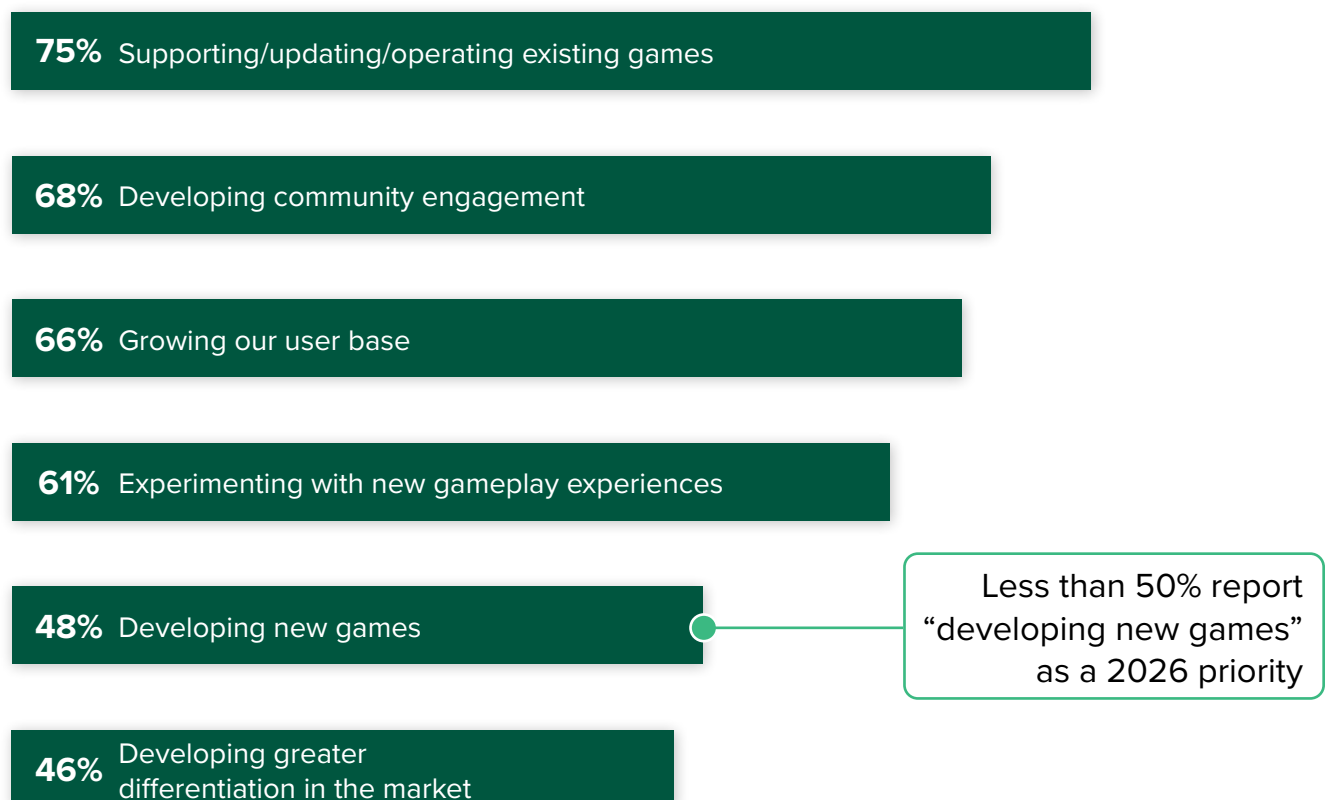 75% Supporting/updating/operating existing games
68% Developing community engagement
66% Growing our user base
61% Experimenting with new gameplay experiences
48% Developing new games
Less than 50% report
“developing new games”
as a 2026 priority
46% Developing greater
differentiation in the market